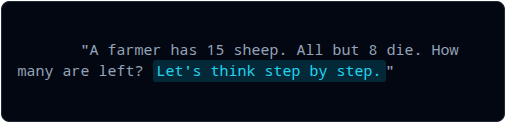 "A farmer has 15 sheep. All but 8 die. How
many are left? Let's think step by step."